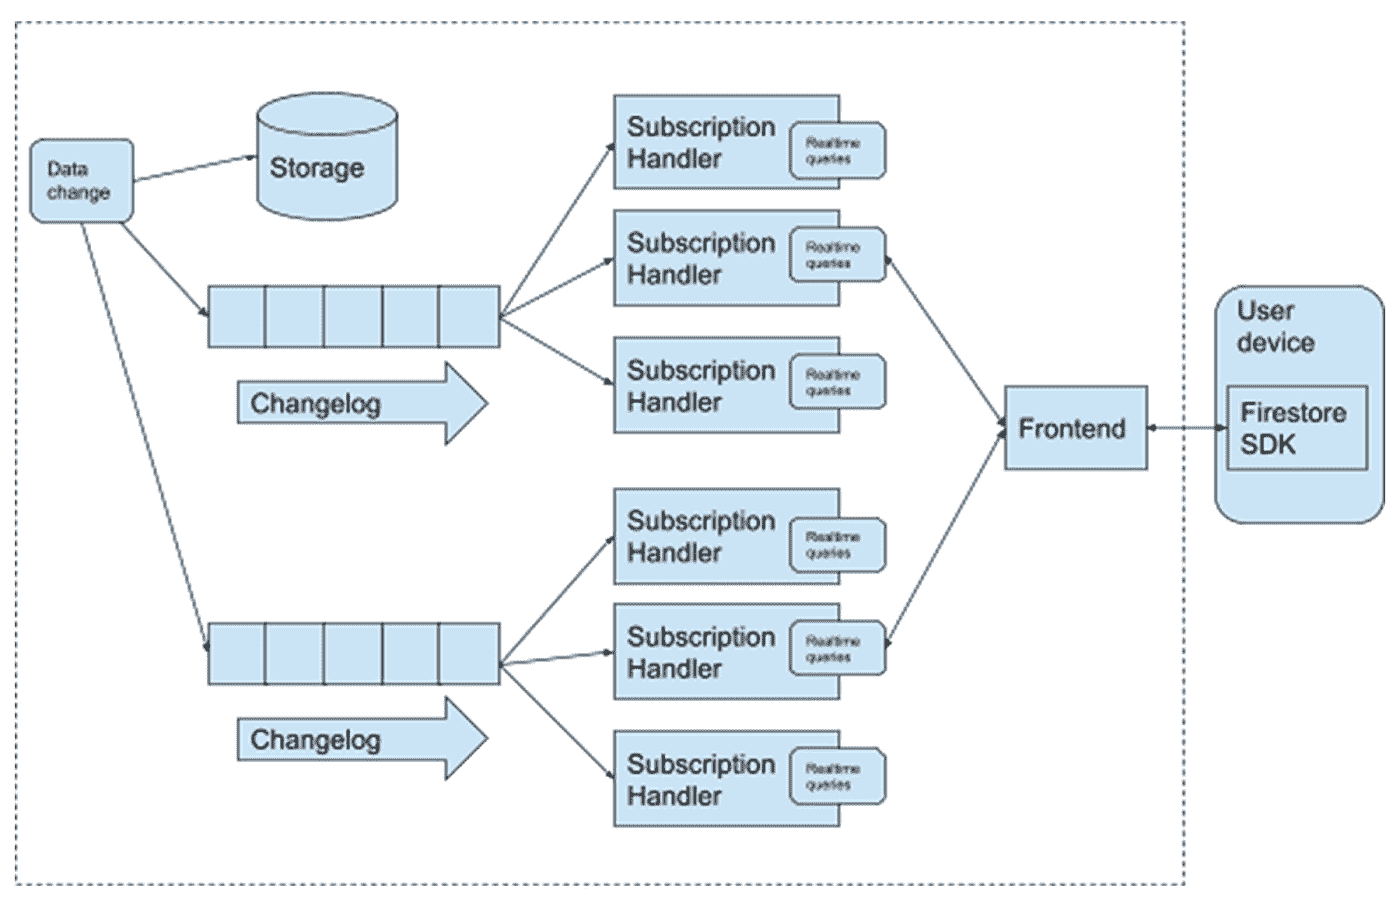 Data
change
Storage
Changelog
Subscription
Handler
Realtime
queries
Subscription
Handler
Realtime
queries
Subscription
Handler
Realtime
queries
Changelog
Subscription
Handler
Realtime
queries
Subscription
Handler
Realtime
queries
Subscription
Handler
Realtime
queries
Frontend
User
device
Firestore
SDK